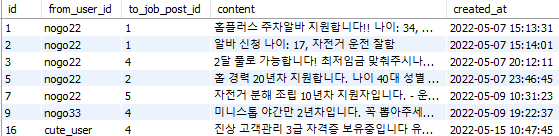 id from_user_id to_job_post_id content created_at
1 nogo22 1 홈플러스 주차알바 지원합니다!! 나이: 34, ... 2022-05-07 15:13:31
2 nogo22 1 알바 신청 나이: 17, 자전거 운전 잘함 2022-05-07 15:14:01
3 nogo22 4 2달 풀로 가능합니다! 최저임금 맞춰주시나... 2022-05-07 20:12:11
5 nogo22 2 홈 경력 20년차 지원합니다, 나이 40대 성별 ... 2022-05-07 23:46:45
7 nogo22 5 자전거 분해 조립 10년차 지원자입니다. - 운... 2022-05-09 10:31:23
9 nogo33 4 미니스톱 야간만 2년차입니다. 꼭 뽑아주세... 2022-05-09 19:22:37
16 cute_user 4 진상 고객관리 3급 자격증 보유중입니다 유... 2022-05-15 10:47:45